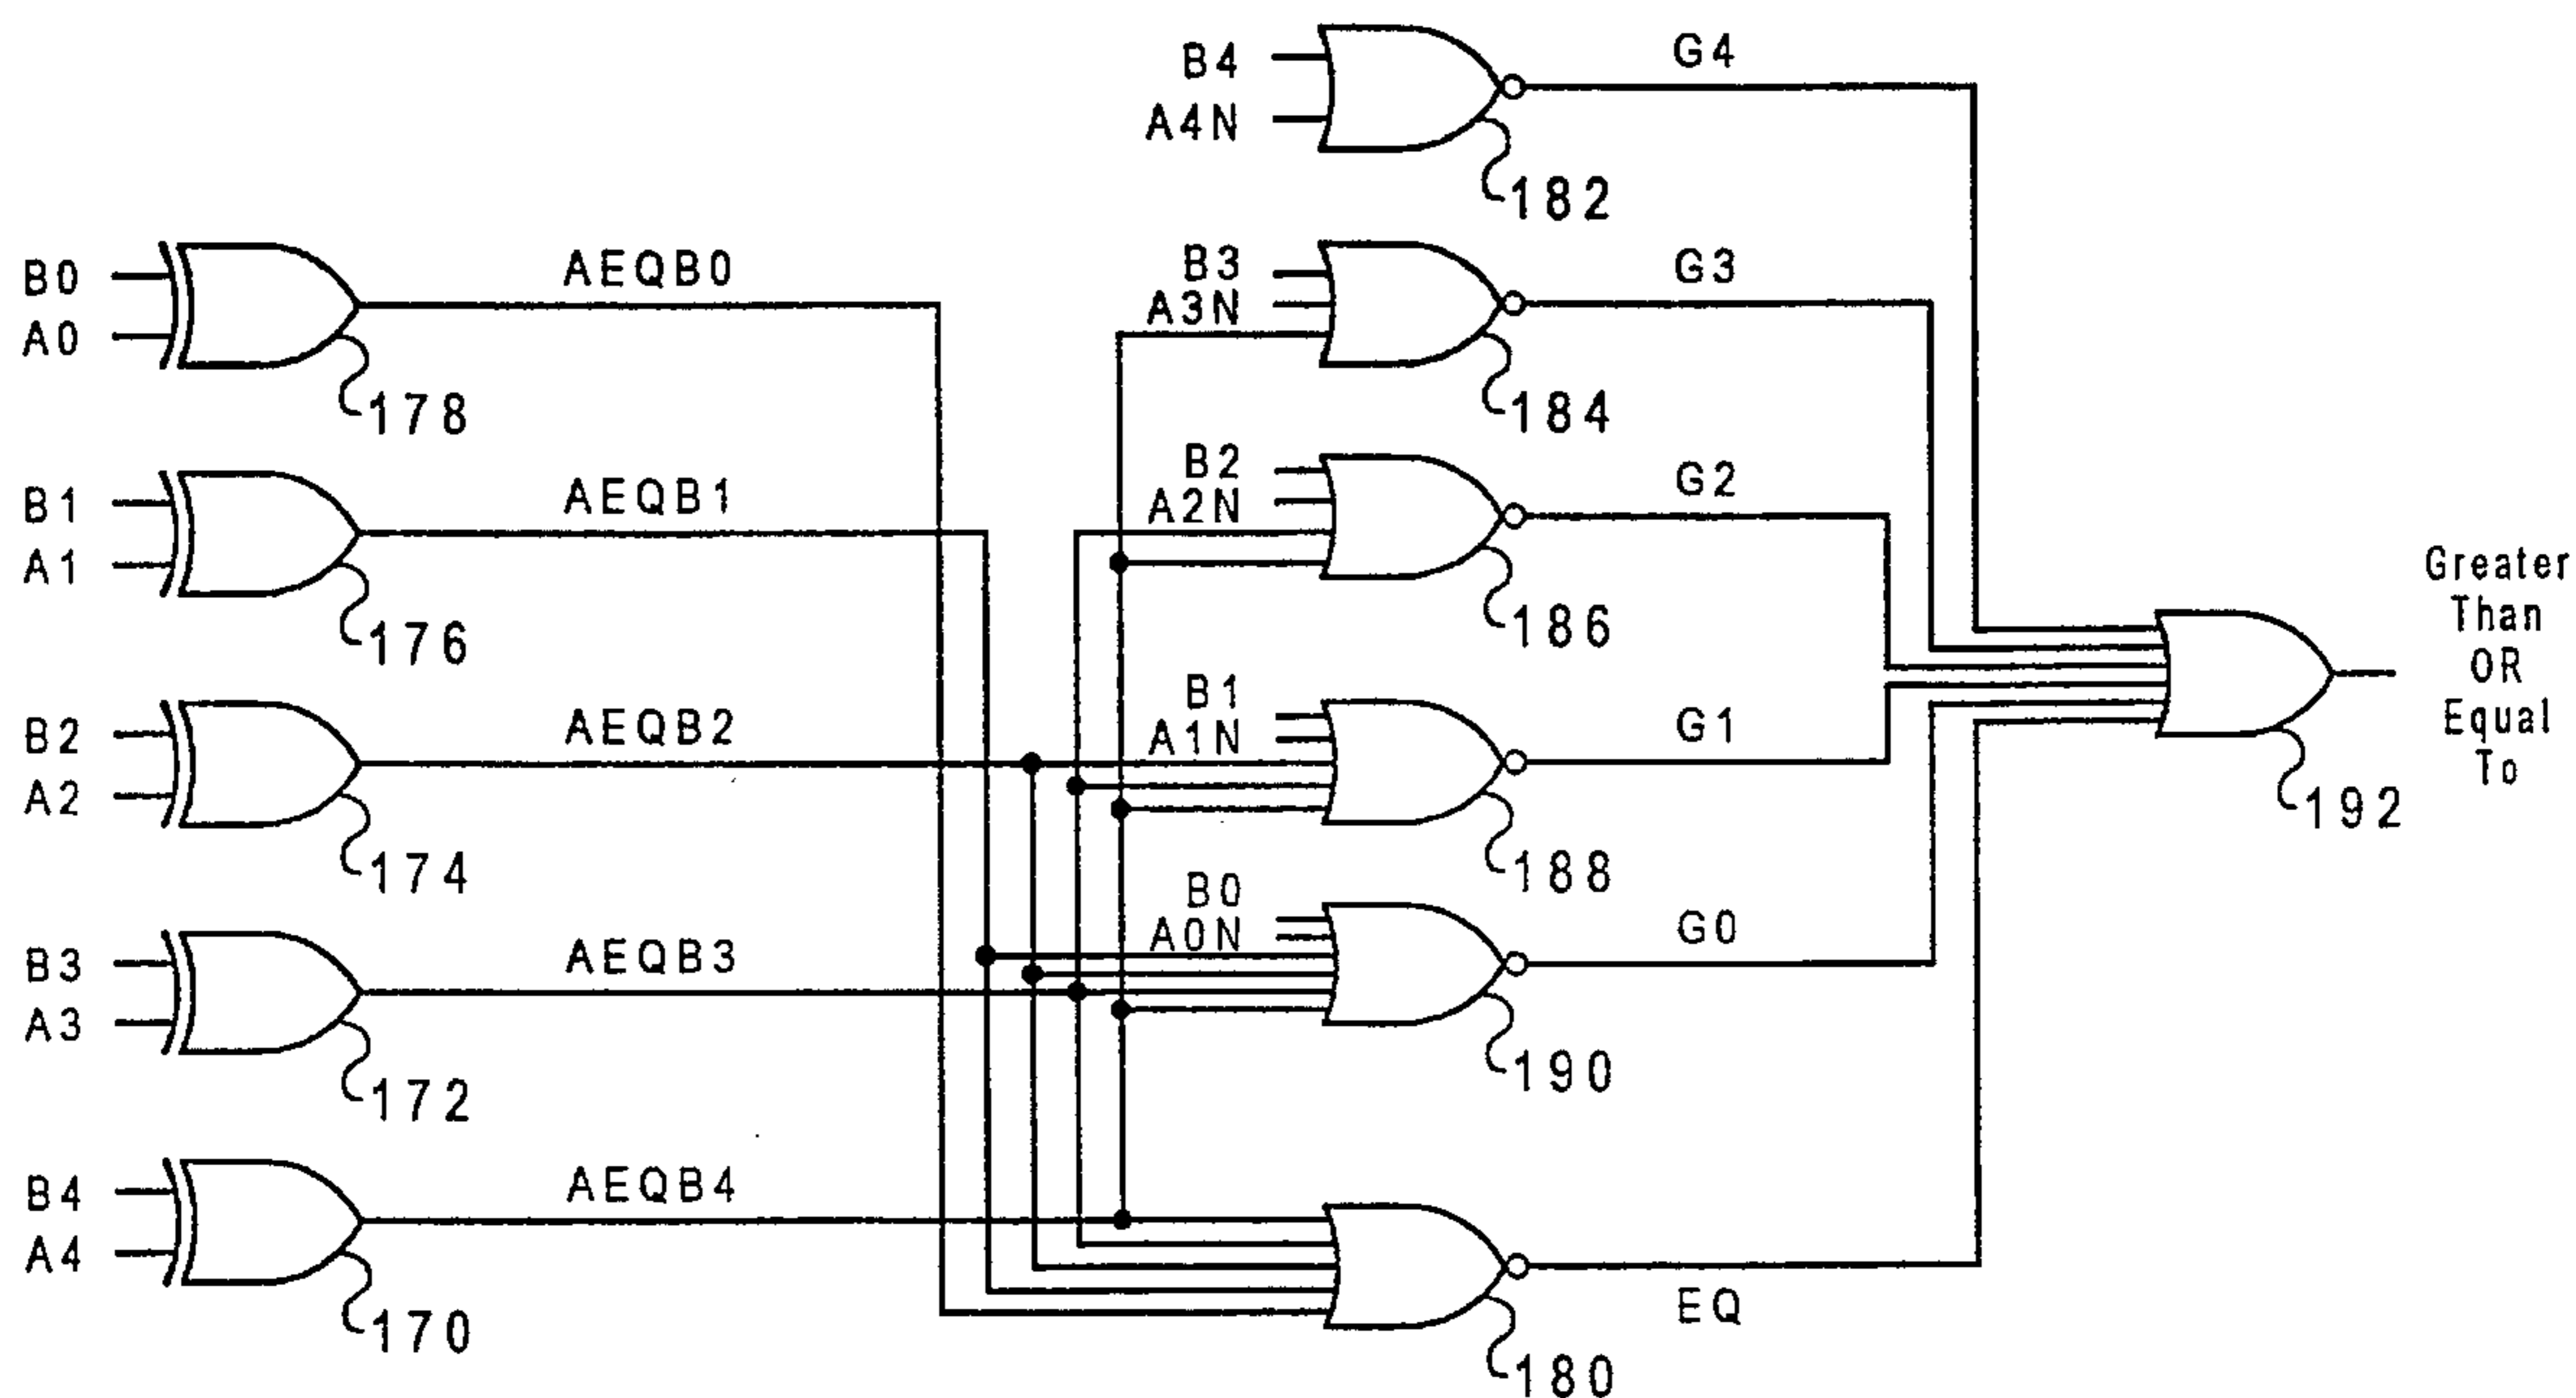 B4
A4N
G4
182
B0
A0
AEQB0
178
B3
A3N
G3
184
B1
A1
AEQB1
176
B2
A2N
G2
186
B2
A2
AEQB2
174
B1
A1N
G1
188
B3
A3
AEQB3
172
B0
A0N
G0
190
B4
A4
AEQB4
170
EQ
180
192
Greater
Than
OR
Equal
To